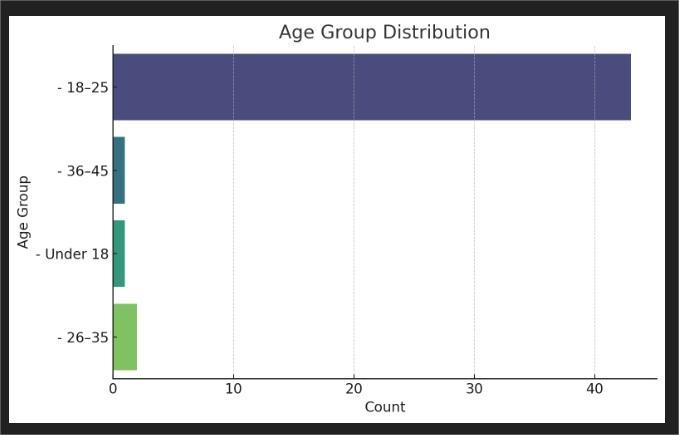 Age Group Distribution
- 18–25
- 36–45
Age Group
- Under 18
- 26–35
0 10 20 30 40
Count